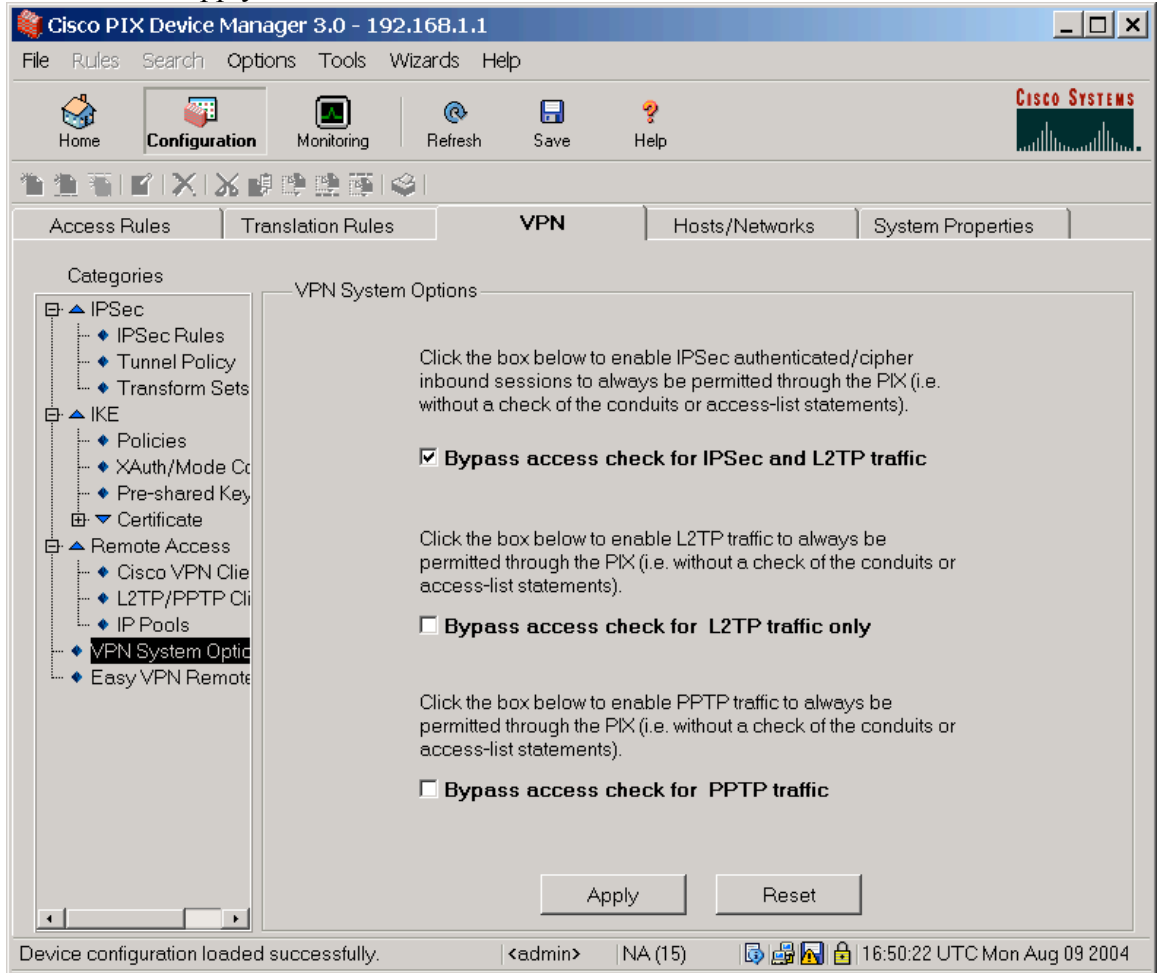 Cisco PIX Device Manager 3.0 - 192.168.1.1
File Rules Search Options Tools Wizards Help
Home Configuration Monitoring Refresh Save Help
CISCO SYSTEMS
Access Rules Translation Rules VPN Hosts/Networks System Properties
Categories
IPSec
IPSec Rules
Tunnel Policy
Transform Sets
IKE
Policies
XAuth/Mode Co
Pre-shared Key
Certificate
Remote Access
Cisco VPN Clie
L2TP/PPTP Cli
IP Pools
VPN System Optio
Easy VPN Remote
VPN System Options
Click the box below to enable IPSec authenticated/cipher
inbound sessions to always be permitted through the PIX (i.e.
without a check of the conduits or access-list statements).
Bypass access check for IPSec and L2TP traffic
Click the box below to enable L2TP traffic to always be
permitted through the PIX (i.e. without a check of the conduits or
access-list statements).
Bypass access check for L2TP traffic only
Click the box below to enable PPTP traffic to always be
permitted through the PIX (i.e. without a check of the conduits or
access-list statements).
Bypass access check for PPTP traffic
Apply Reset
Device configuration loaded successfully. <admin> NA (15) 16:50:22 UTC Mon Aug 09 2004